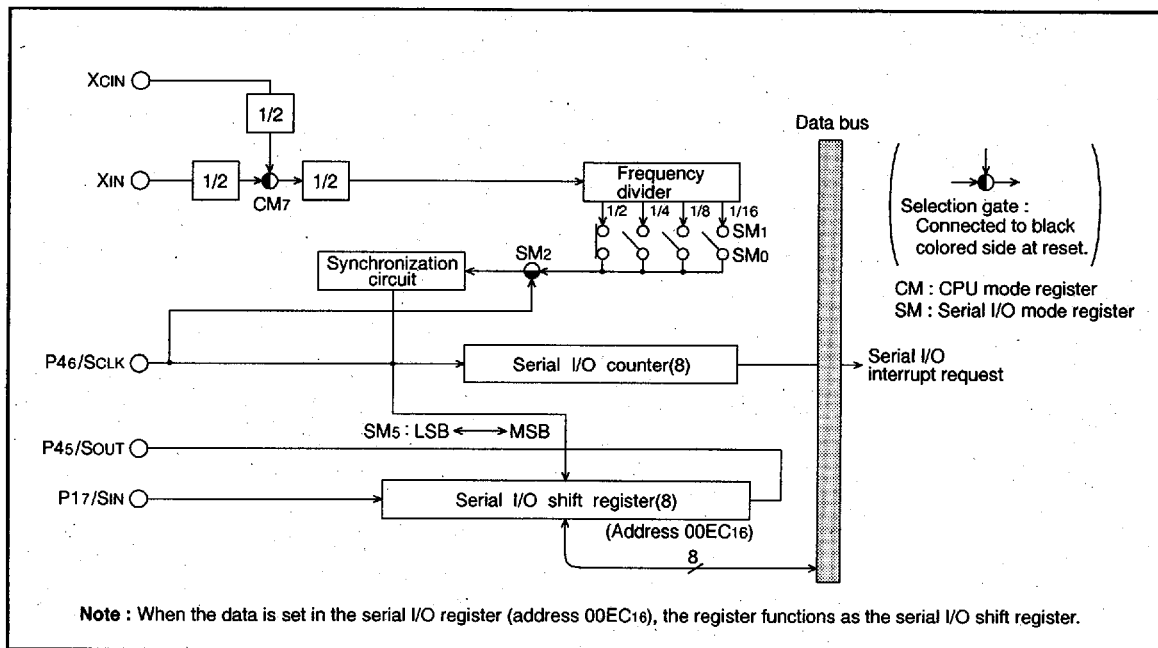 XCIN
1/2
XIN
1/2
CM7
1/2
Frequency
divider
1/2
1/4
1/8
1/16
SM1
SM0
SM2
Synchronization
circuit
Data bus
Selection gate :
Connected to black
colored side at reset.
CM : CPU mode register
SM : Serial I/O mode register
P46/SCLK
Serial I/O counter(8)
Serial I/O
interrupt request
SM5 : LSB MSB
P45/SOUT
P17/SIN
Serial I/O shift register(8)
(Address 00EC16)
8
Note : When the data is set in the serial I/O register (address 00EC16), the register functions as the serial I/O shift register.